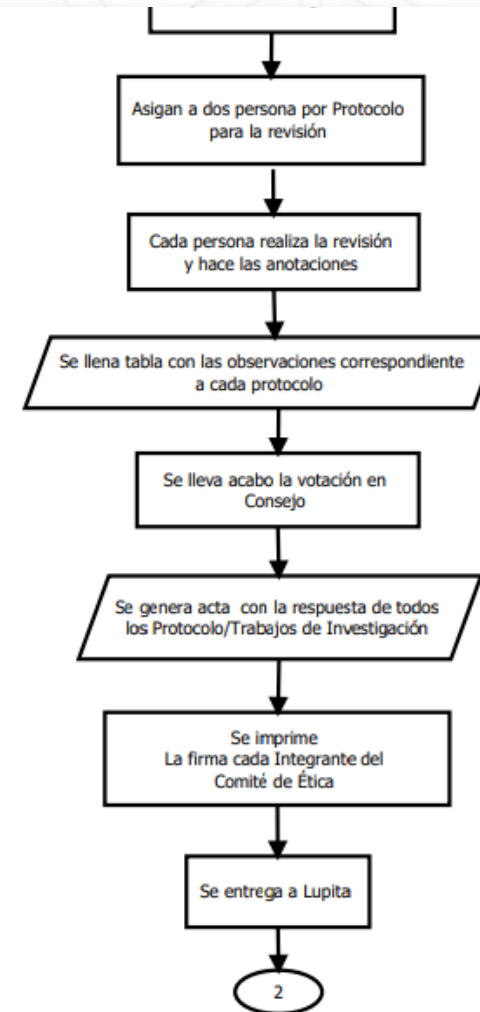 Asigan a dos persona por Protocolo
para la revisión
Cada persona realiza la revisión
y hace las anotaciones
Se llena tabla con las observaciones correspondiente
a cada protocolo
Se lleva acabo la votación en
Consejo
Se genera acta con la respuesta de todos
los Protocolo/Trabajos de Investigación
Se imprime
La firma cada Integrante del
Comité de Ética
Se entrega a Lupita
2